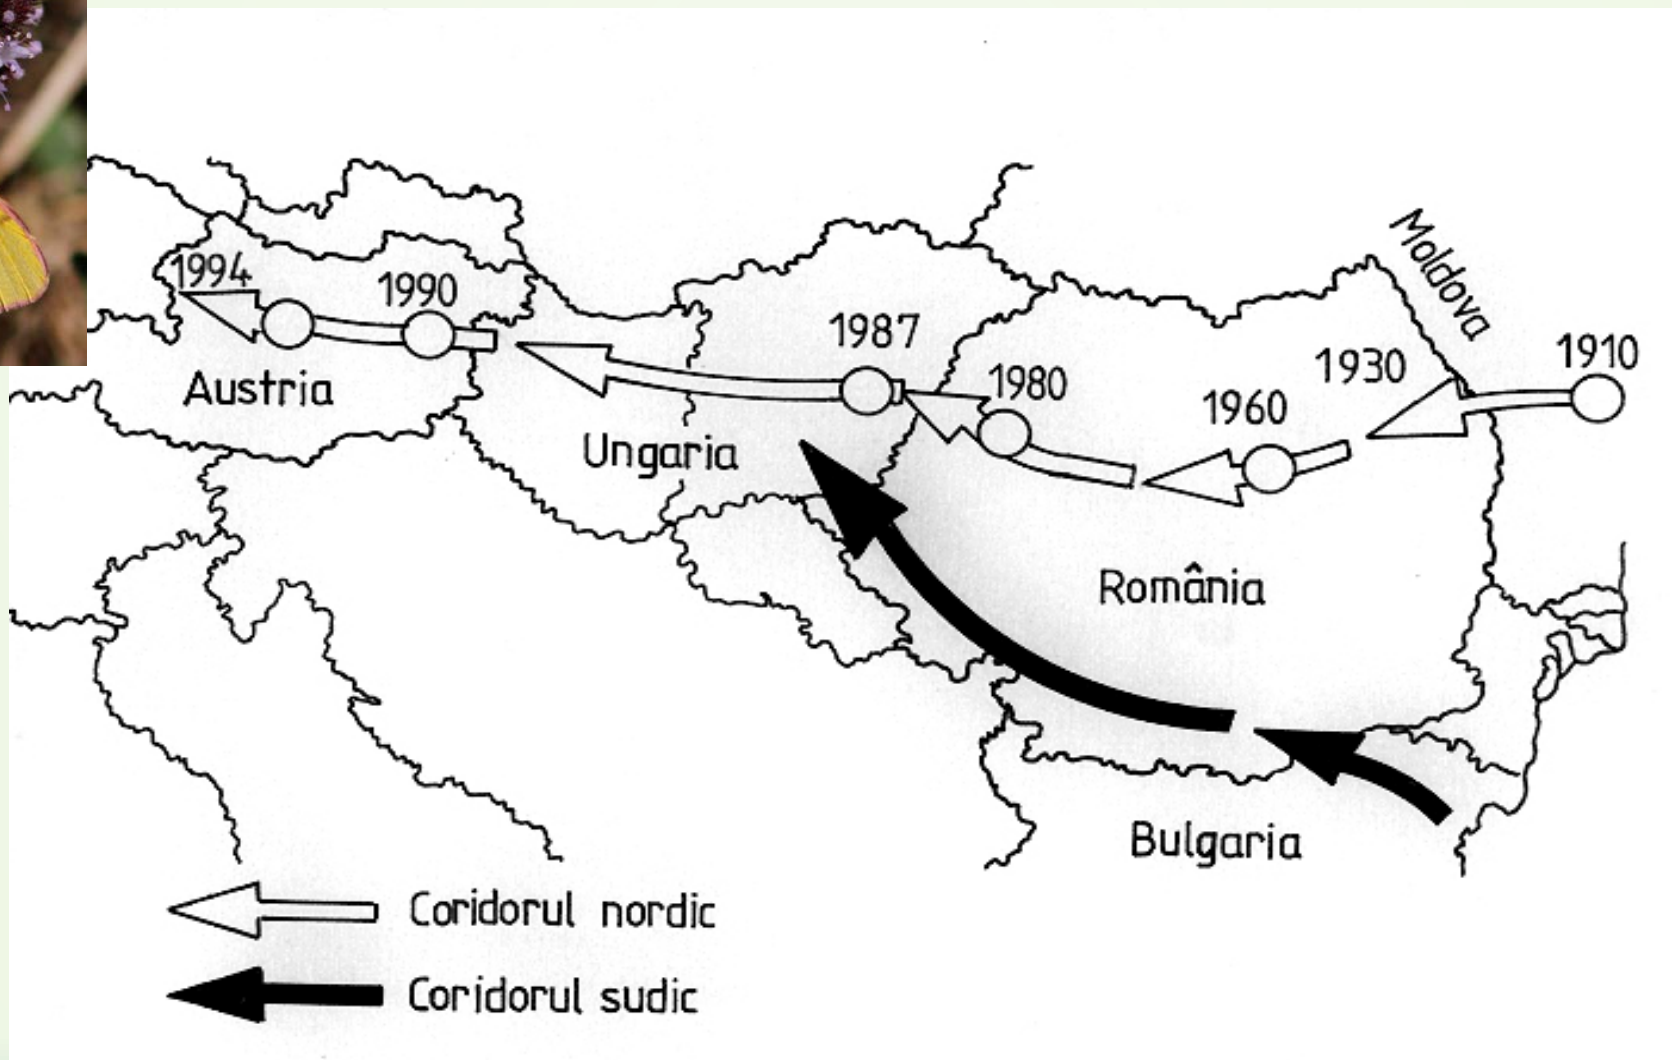 Moldova
1994
1990
1987
1980
1960
1930
1910
Austria
Ungaria
România
Bulgaria
Coridorul nordic
Coridorul sudic